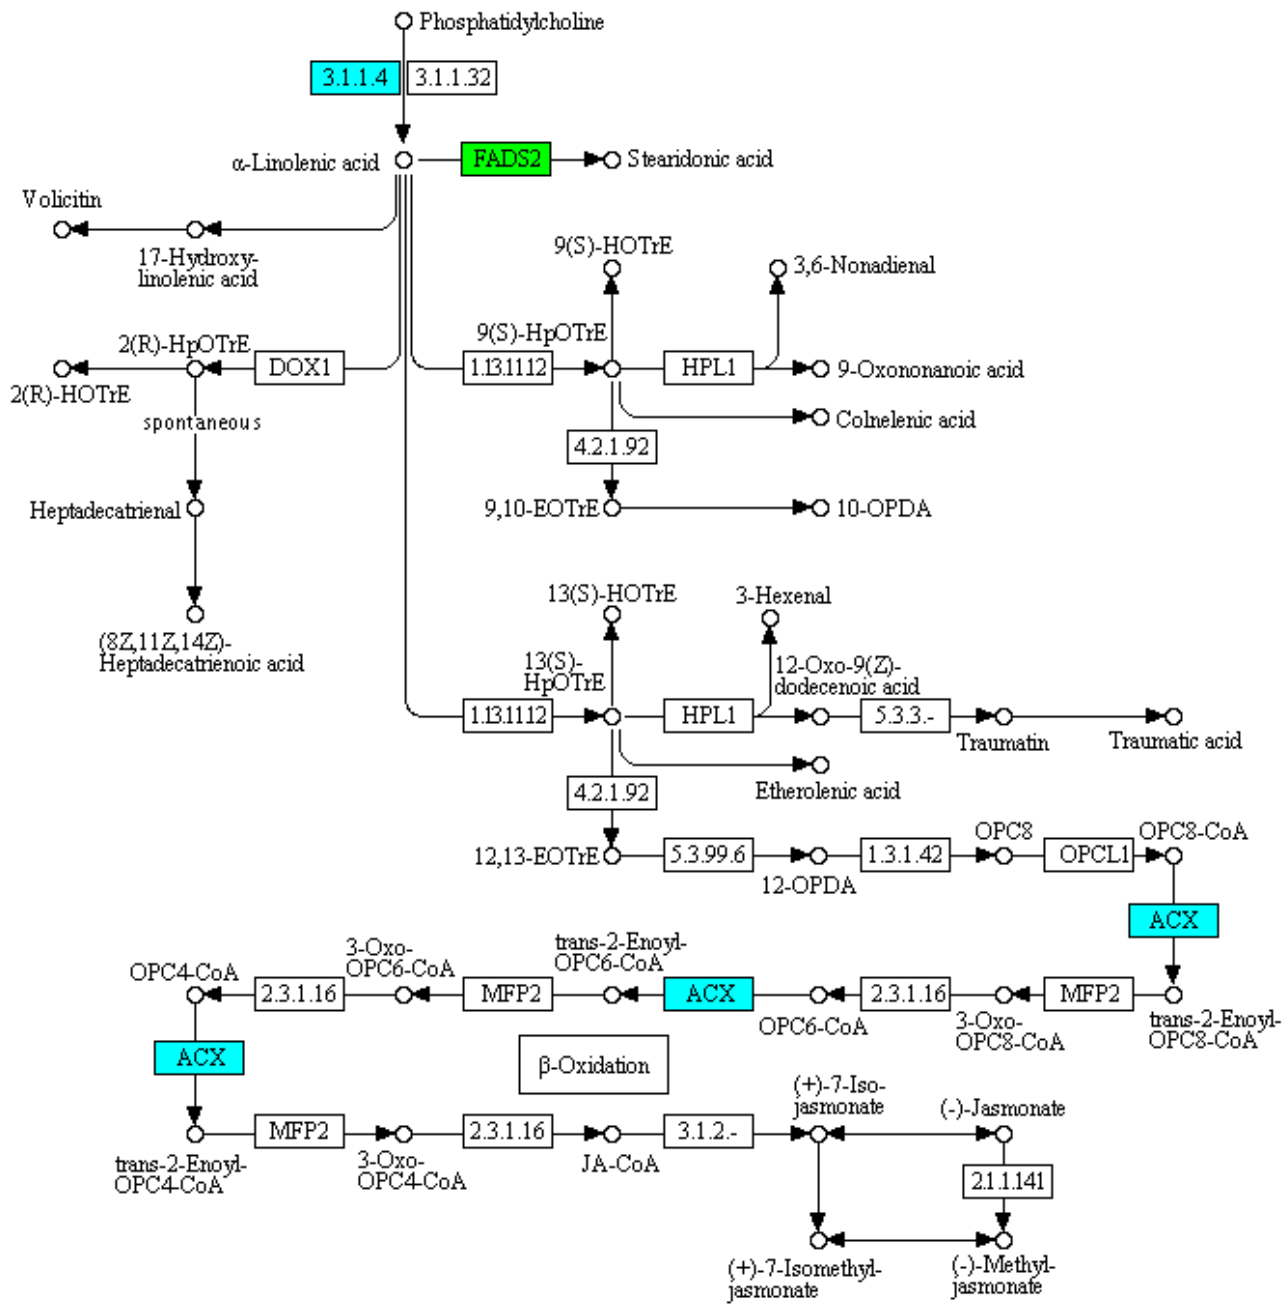 Phosphatidylcholine
3.1.1.4
3.1.1.32
α-Linolenic acid
FADS2
Stearidonic acid
Volicitin
17-Hydroxy-
linolenic acid
9(S)-HOTrE
3,6-Nonadienal
2(R)-HpOTrE
DOX1
9(S)-HpOTrE
1.13.1112
HPL1
9-Oxononanoic acid
2(R)-HOTrE
spontaneous
Colnelenic acid
4.2.1.92
Heptadecatrienal
9,10-EOTrE
10-OPDA
13(S)-HOTrE
3-Hexenal
(8Z,11Z,14Z)-
Heptadecatrienoic acid
13(S)-
HpOTrE
12-Oxo-9(Z)-
dodecenoic acid
1.13.1112
HPL1
5.3.3.-
Traumatin
Traumatic acid
Etherolenic acid
4.2.1.92
12,13-EOTrE
5.3.99.6
12-OPDA
1.3.1.42
OPC8
OPCL1
OPC8-CoA
ACX
OPC4-CoA
2.3.1.16
3-Oxo-
OPC6-CoA
MFP2
trans-2-Enoyl-
OPC6-CoA
ACX
OPC6-CoA
2.3.1.16
3-Oxo-
OPC8-CoA
MFP2
trans-2-Enoyl-
OPC8-CoA
ACX
β-Oxidation
(+)-7-Iso-
jasmonate
(-)-Jasmonate
MFP2
2.3.1.16
3.1.2.-
trans-2-Enoyl-
OPC4-CoA
3-Oxo-
OPC4-CoA
JA-CoA
2.1.1.141
(+)-7-Isomethyl-
jasmonate
(-)-Methyl-
jasmonate